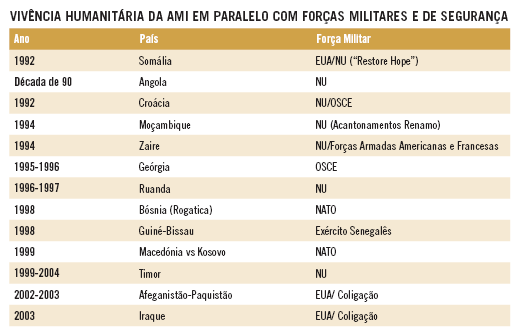 VIVÊNCIA HUMANITÁRIA DA AMI EM PARALELO COM FORÇAS MILITARES E DE SEGURANÇA
Ano País Força Militar
1992 Somália EUA/NU (“Restore Hope”)
Década de 90 Angola NU
1992 Croácia NU/OSCE
1994 Moçambique NU (Acantonamentos Renamo)
1994 Zaire NU/Forças Armadas Americanas e Francesas
1995-1996 Geórgia OSCE
1996-1997 Ruanda NU
1998 Bósnia (Rogatica) NATO
1998 Guiné-Bissau Exército Senegalês
1999 Macedónia vs Kosovo NATO
1999-2004 Timor NU
2002-2003 Afeganistão-Paquistão EUA/ Coligação
2003 Iraque EUA/ Coligação